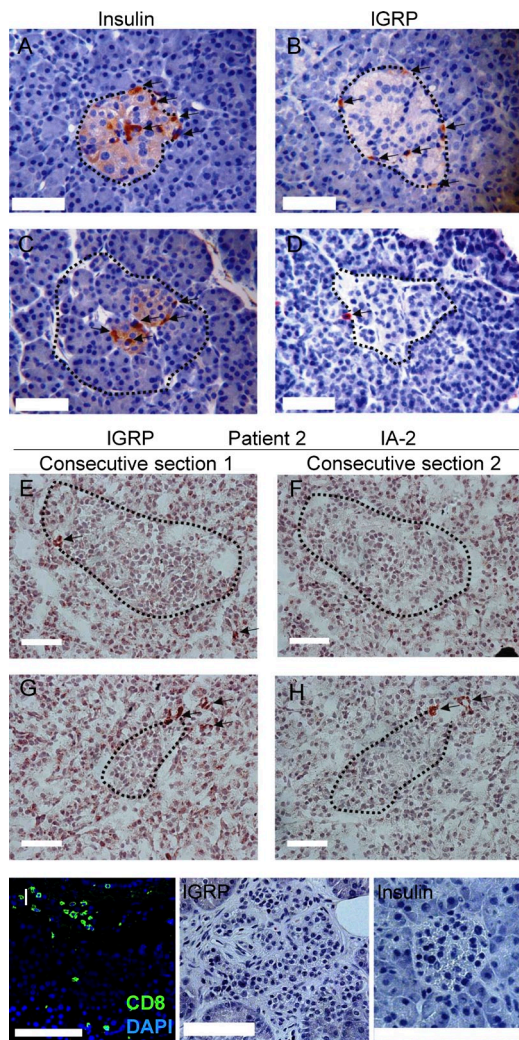 Insulin IGRP
A B
C D
IGRP Patient 2 IA-2
Consecutive section 1 Consecutive section 2
E F
G H
I IGRP Insulin
CD8
DAPI